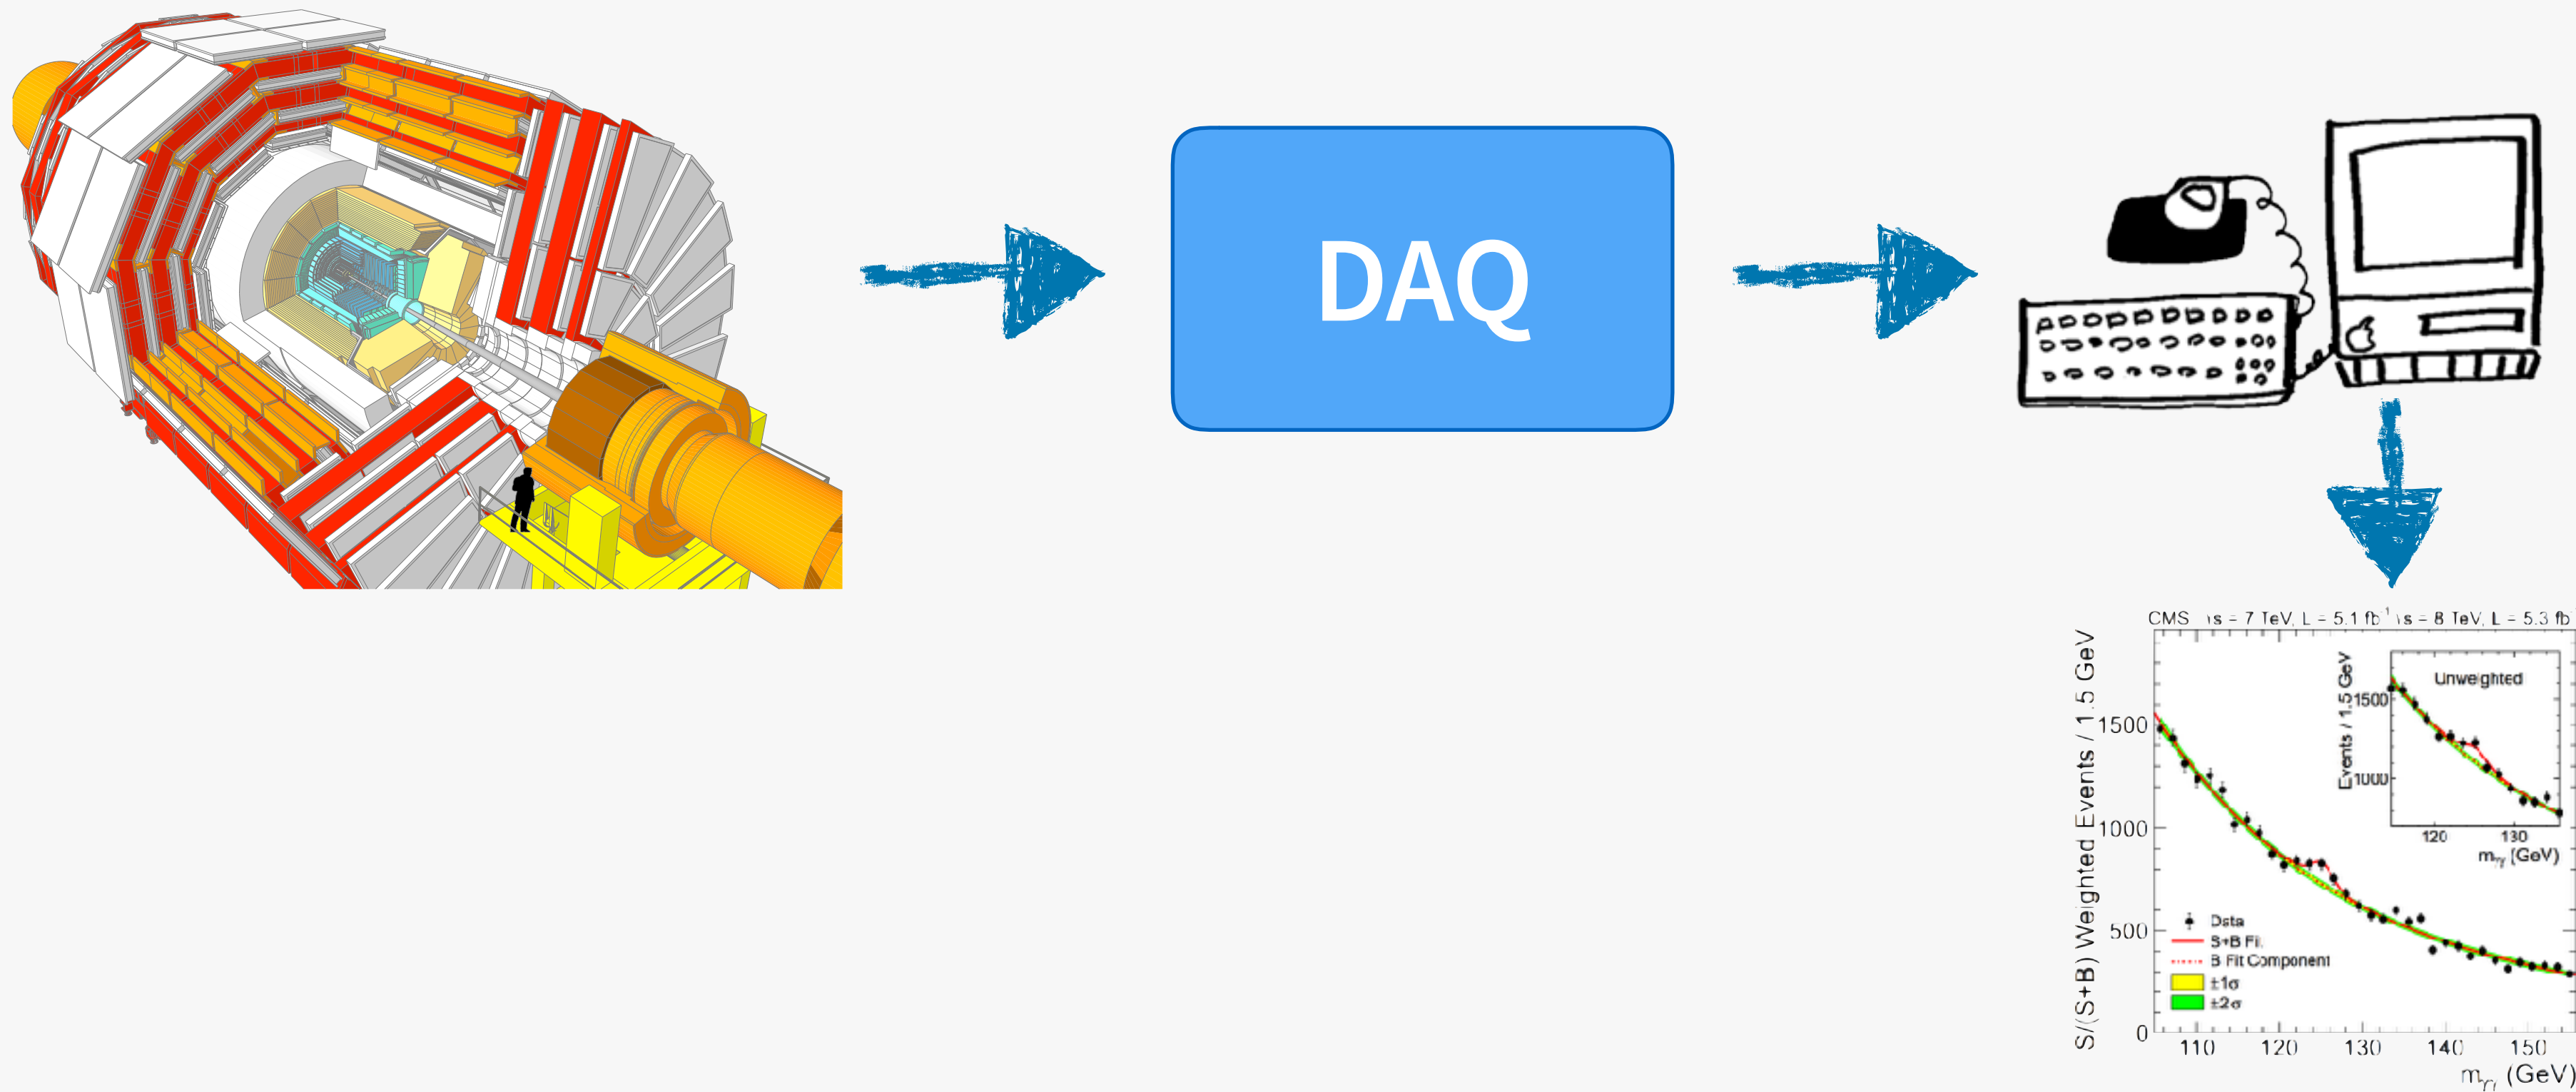 DAQ
CMS √s = 7 TeV, L = 5.1 fb⁻¹ √s = 8 TeV, L = 5.3 fb
S/(S+B) Weighted Events / 1.5 GeV
1500
1000
500
0
110 120 130 140 150
mγγ (GeV)
Unweighted
Events / 1.5 GeV
1500
1000
120 130
mγγ (GeV)
Data
S+B Fit
B Fit Component
±1σ
±2σ